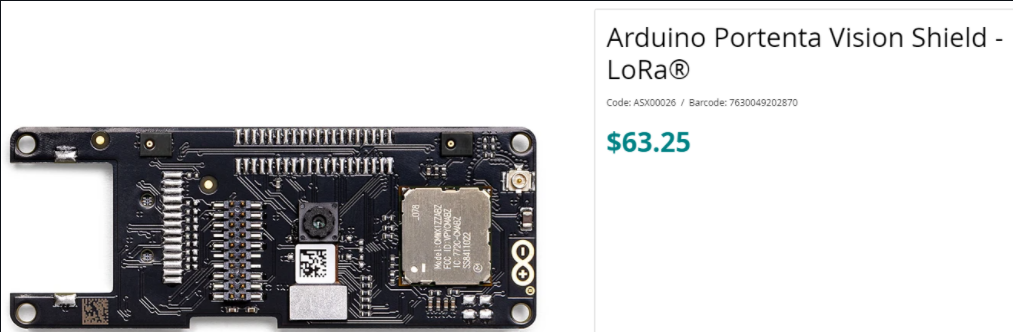 Arduino Portenta Vision Shield -
LoRa®
Code: ASX00026 / Barcode: 7630049202870
$63.25
.078
Model:CMWX1ZZABZ
FCC ID:VPYCMABZ
IC:772C-CMABZ
SS8411022